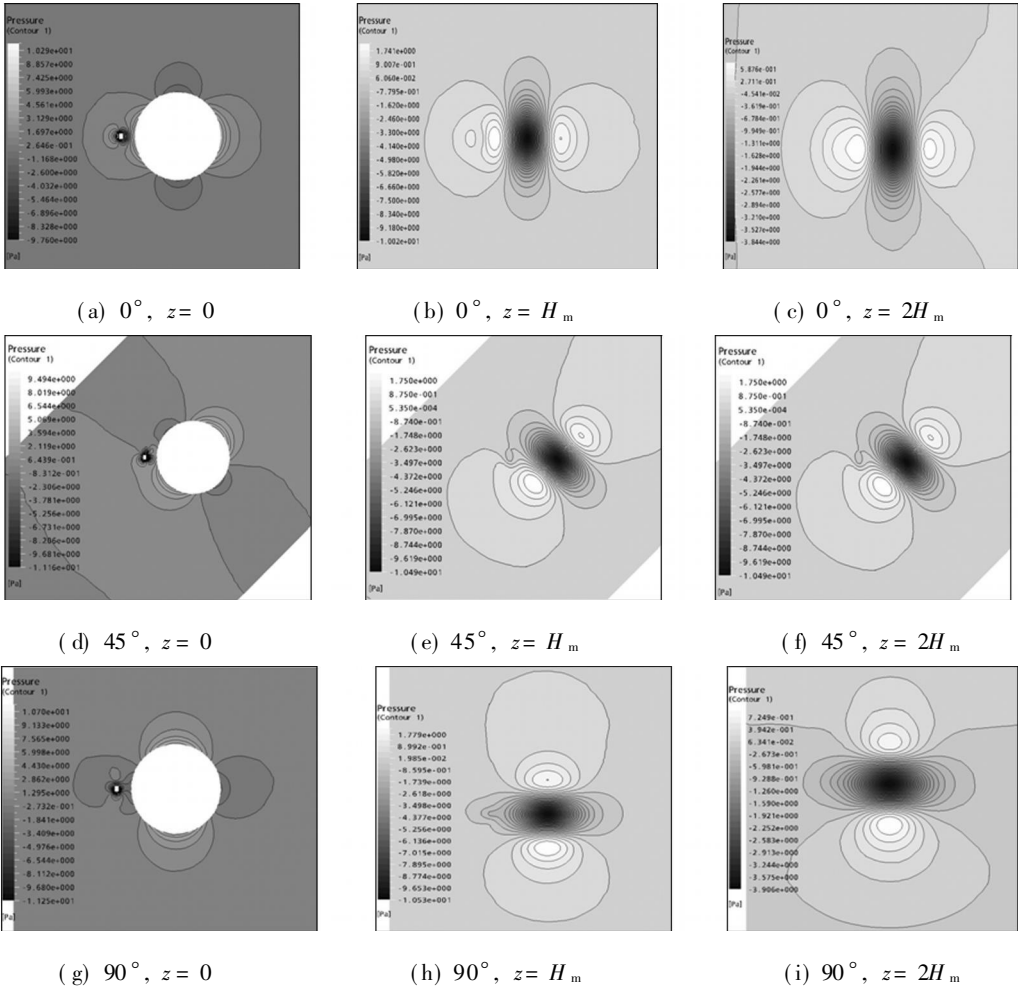 Pressure
(Contour 1)
1.029e+001
8.857e+000
7.425e+000
5.993e+000
4.561e+000
3.129e+000
1.697e+000
2.646e-001
-1.168e+000
-2.600e+000
-4.032e+000
-5.464e+000
-6.896e+000
-8.328e+000
-9.760e+000
[Pa]
(a) 0°, z= 0
Pressure
(Contour 1)
1.741e+000
9.007e-001
6.060e-002
-7.795e-001
-1.620e+000
-2.460e+000
-3.300e+000
-4.140e+000
-4.980e+000
-5.820e+000
-6.660e+000
-7.500e+000
-8.340e+000
-9.180e+000
-1.002e+001
[Pa]
(b) 0°, z= Hm
Pressure
(Contour 1)
5.876e-001
2.711e-001
-4.541e-002
-3.619e-001
-6.784e-001
-9.949e-001
-1.311e+000
-1.628e+000
-1.944e+000
-2.261e+000
-2.577e+000
-2.894e+000
-3.210e+000
-3.527e+000
-3.844e+000
[Pa]
(c) 0°, z= 2Hm
Pressure
(Contour 1)
9.494e+000
8.019e+000
6.544e+000
5.069e+000
3.594e+000
2.119e+000
6.439e-001
-8.312e-001
-2.306e+000
-3.781e+000
-5.256e+000
-6.731e+000
-8.206e+000
-9.681e+000
-1.116e+001
[Pa]
(d) 45°, z= 0
Pressure
(Contour 1)
1.750e+000
8.750e-001
5.350e-004
-8.740e-001
-1.748e+000
-2.623e+000
-3.497e+000
-4.372e+000
-5.246e+000
-6.121e+000
-6.995e+000
-7.870e+000
-8.744e+000
-9.619e+000
-1.049e+001
[Pa]
(e) 45°, z= Hm
Pressure
(Contour 1)
1.750e+000
8.750e-001
5.350e-004
-8.740e-001
-1.748e+000
-2.623e+000
-3.497e+000
-4.372e+000
-5.246e+000
-6.121e+000
-6.995e+000
-7.870e+000
-8.744e+000
-9.619e+000
-1.049e+001
[Pa]
(f) 45°, z= 2Hm
Pressure
(Contour 1)
1.070e+001
9.133e+000
7.565e+000
5.998e+000
4.430e+000
2.862e+000
1.295e+000
-2.732e-001
-1.841e+000
-3.409e+000
-4.976e+000
-6.544e+000
-8.112e+000
-9.680e+000
-1.125e+001
[Pa]
(g) 90°, z= 0
Pressure
(Contour 1)
1.779e+000
8.992e-001
1.985e-002
-8.595e-001
-1.739e+000
-2.618e+000
-3.498e+000
-4.377e+000
-5.256e+000
-6.136e+000
-7.015e+000
-7.895e+000
-8.774e+000
-9.653e+000
-1.053e+001
[Pa]
(h) 90°, z= Hm
Pressure
(Contour 1)
7.249e-001
3.942e-001
6.341e-002
-2.673e-001
-5.981e-001
-9.288e-001
-1.260e+000
-1.590e+000
-1.921e+000
-2.252e+000
-2.583e+000
-2.913e+000
-3.244e+000
-3.575e+000
-3.906e+000
[Pa]
(i) 90°, z= 2Hm